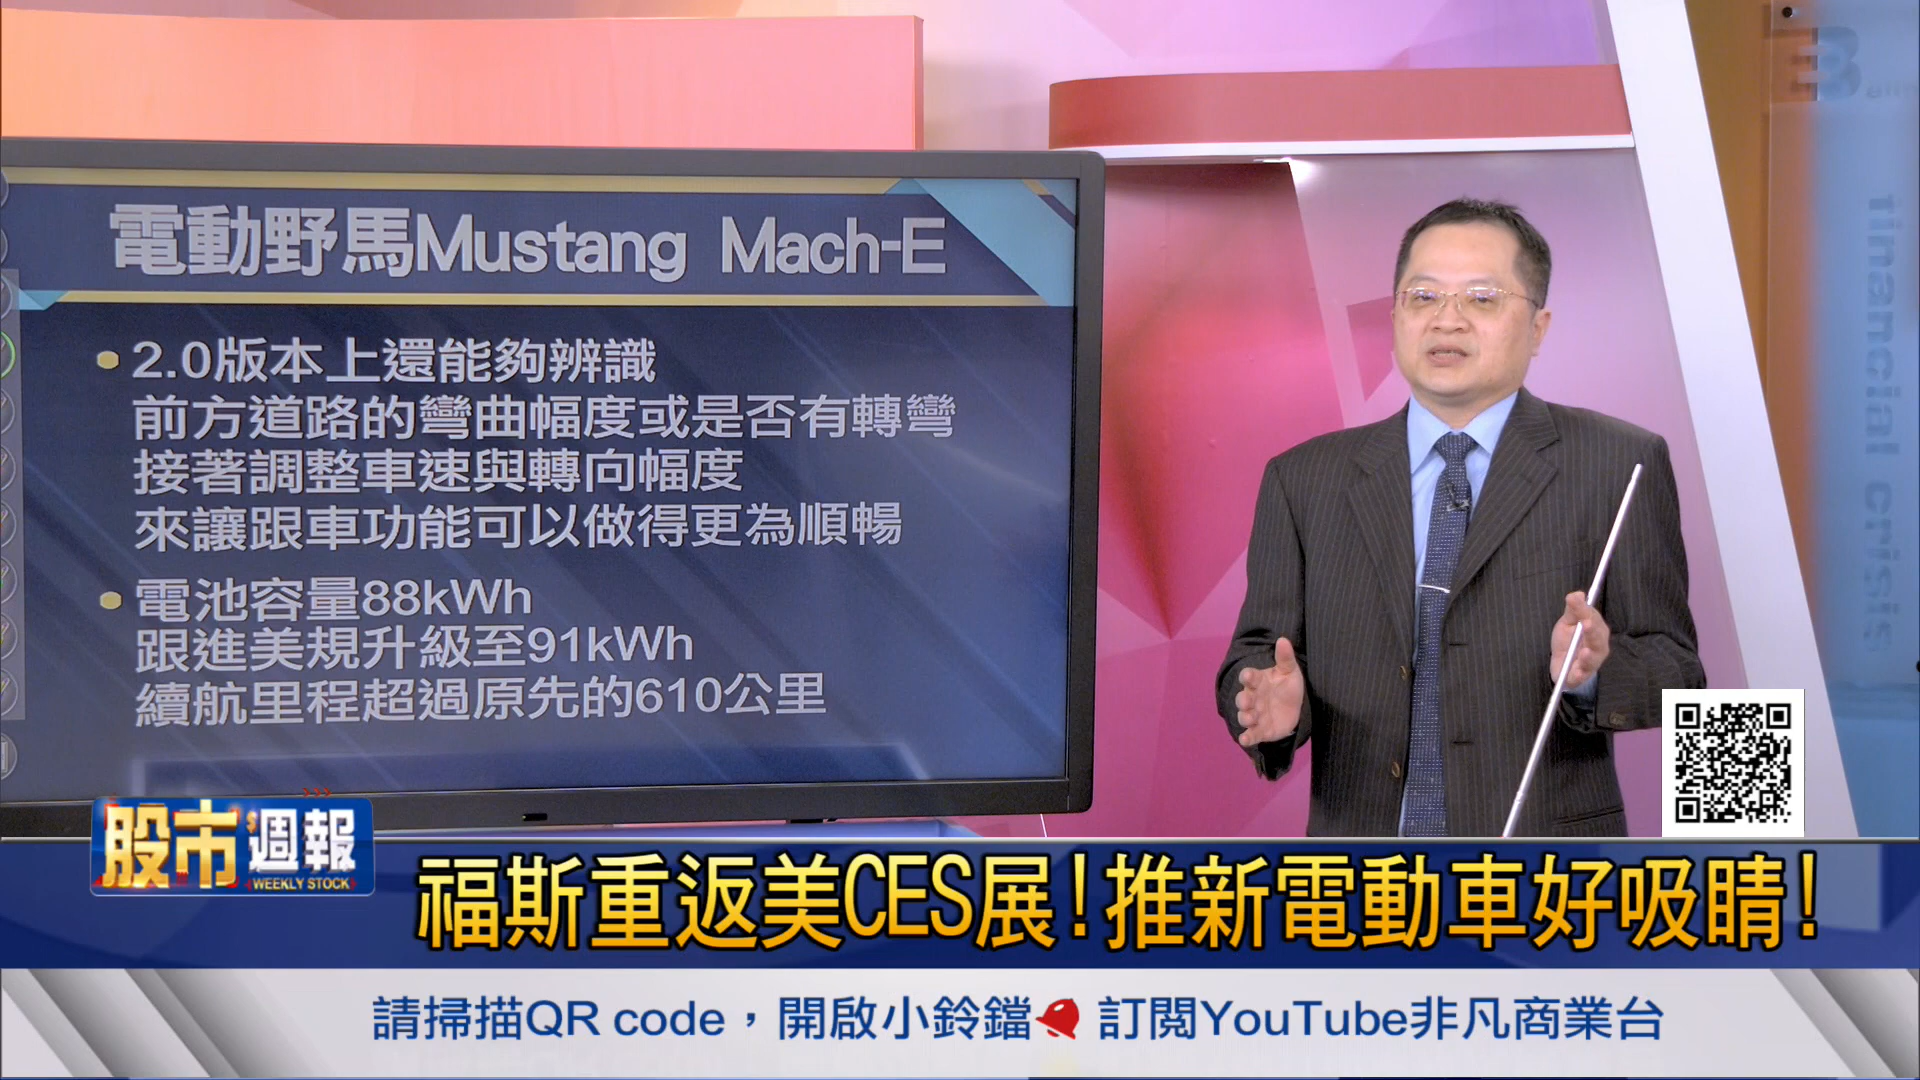 電動野馬Mustang Mach-E
2.0版本上還能夠辨識
前方道路的彎曲幅度或是否有轉彎
接著調整車速與轉向幅度
來讓跟車功能可以做得更為順暢
電池容量88kWh
跟進美規升級至91kWh
續航里程超過原先的610公里
financial crisis
股市週報
WEEKLY STOCK
福斯重返美CES展!推新電動車好吸睛!
請掃描QR code，開啟小鈴鐺 訂閱YouTube非凡商業台